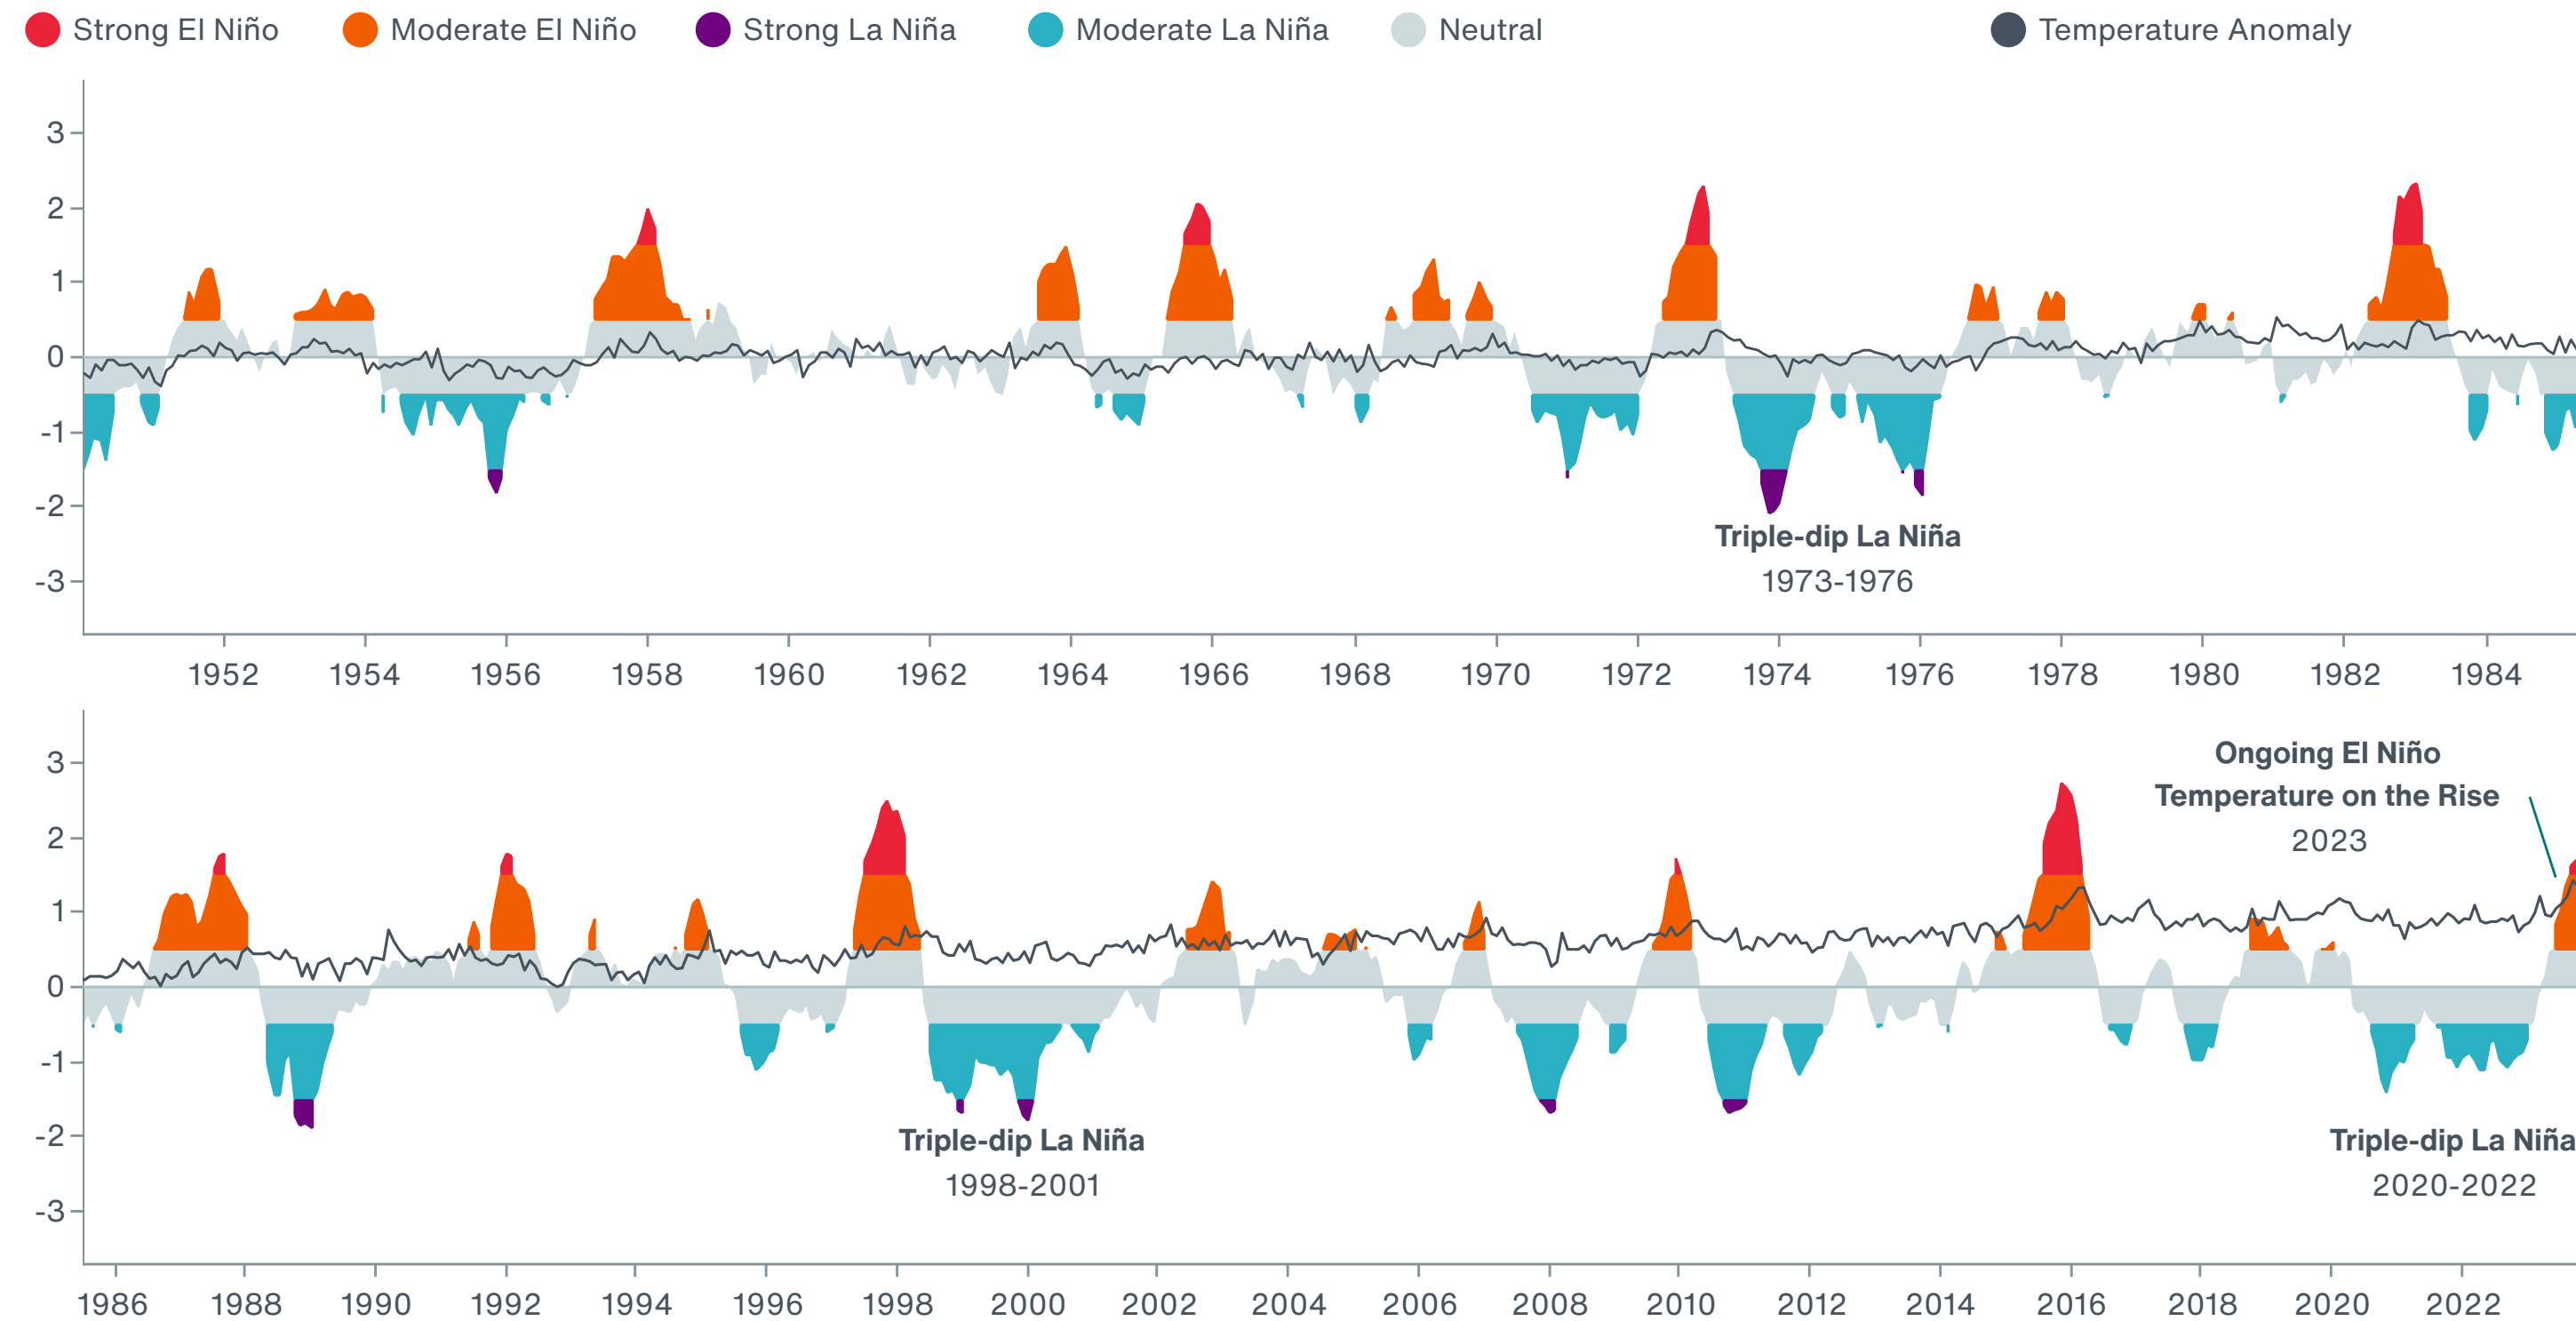 Strong El Niño Moderate El Niño Strong La Niña Moderate La Niña Neutral Temperature Anomaly
3
2
1
0
-1
-2
Triple-dip La Niña
-3
1973-1976
1952 1954 1956 1958 1960 1962 1964 1966 1968 1970 1972 1974 1976 1978 1980 1982 1984
Ongoing El Niño
3
Temperature on the Rise
2
2023
1
0
-1
-2
Triple-dip La Niña Triple-dip La Niña
1998-2001 2020-2022
-3
1986 1988 1990 1992 1994 1996 1998 2000 2002 2004 2006 2008 2010 2012 2014 2016 2018 2020 2022